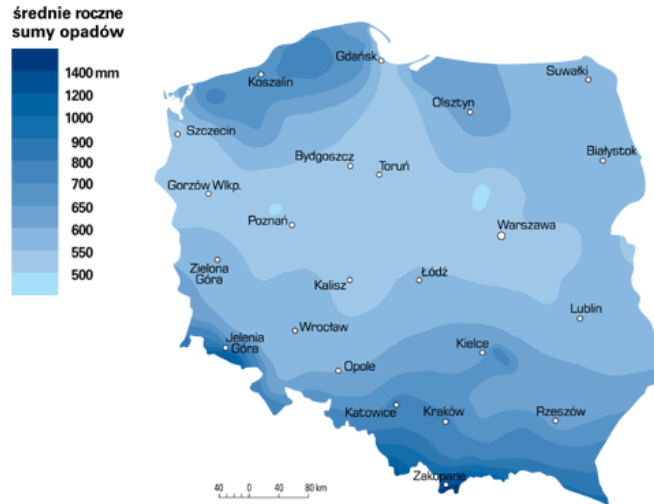 średnie roczne
sumy opadów
1400 mm
1200
1000
900
800
700
650
600
550
500
Gdańsk
Koszalin
Suwałki
Olsztyn
Szczecin
Białystok
Bydgoszcz
Toruń
Gorzów Wlkp.
Poznań
Warszawa
Zielona
Góra
Kalisz
Łódź
Lublin
Wrocław
Jelenia
Góra
Kielce
Opole
Katowice
Kraków
Rzeszów
Zakopane
40 0 40 80 km